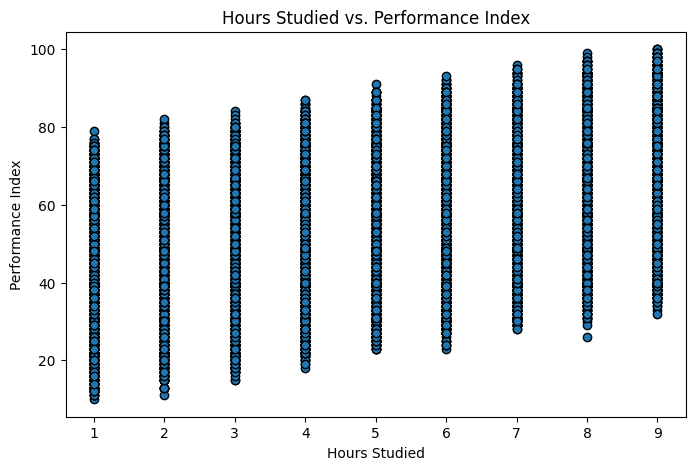 Hours Studied vs. Performance Index
Performance Index
100
80
60
40
20
1 2 3 4 5 6 7 8 9
Hours Studied